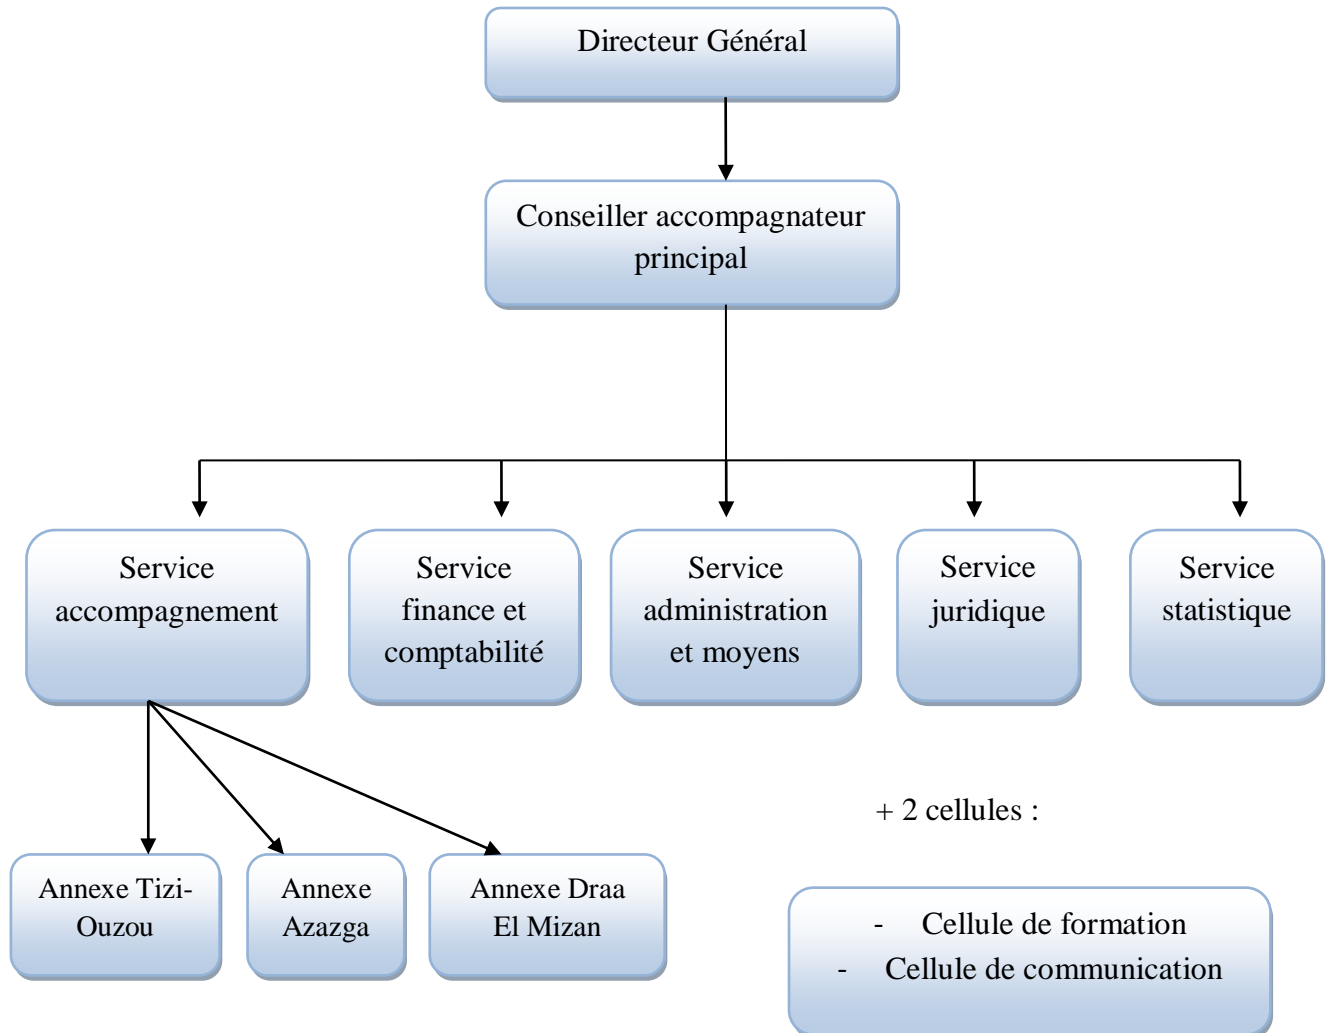 Directeur Général
Conseiller accompagnateur
principal
Service
accompagnement
Service
finance et
comptabilité
Service
administration
et moyens
Service
juridique
Service
statistique
+ 2 cellules :
Annexe Tizi-
Ouzou
Annexe
Azazga
Annexe Draa
El Mizan
- Cellule de formation
- Cellule de communication